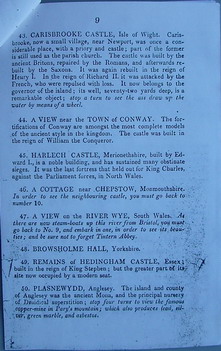 9
43. CARISBROOKE CASTLE, Isle of Wight. Caris-
brooke, now a small village, near Newport, was once a con-
siderable place, with a priory and castle; part of the former
is still used as the parish church. The castle was built by the
ancient Britons, repaired by the Romans, and afterwards re-
built by the Saxons. It was again rebuilt in the reign of
Henry I. In the reign of Richard II. it was attacked by the
French, who were repulsed with loss. It now belongs to the
governor of the island; its well, seventy-two yards deep, is a
remarkable object; stop a turn to see the ass draw up the
water by means of a wheel.
44. A VIEW near the TOWN of CONWAY. The for-
tifications of Conway are amongst the most complete models
of the ancient style in the kingdom. The castle was built in
the reign of William the Conqueror.
45. HARLECH CASTLE, Merionethshire, built by Ed-
ward I., is a noble building, and has sustained many obstinate
sieges. It was the last fortress that held out for King Charles,
against the Parliament forces, in North Wales.
46. A COTTAGE near CHEPSTOW, Monmouthshire.
In order to see the neighbouring castle, you must go back to
number 10.
47. A VIEW on the RIVER WYE, South Wales. As
there now steam-boats up this river from Bristol, you must
go back to No. 9, and embark in one, in order to see its beau-
ties; and be sure not to forget Tintern Abbey.
48. BROWSHOLME HALL, Yorkshire.
49. REMAINS of HEDINGHAM CASTLE, Essex;
built in the reign of King Stephen; but the greater part of its
site now occupied by a modern seat.
50. PLASNEWYDD, Anglesey. The island and county
of Anglesey was the ancient Mona, and the principal nursery
of Druidical superstition; stop four turns to view the famous
copper-mine in Parys mountain; which also produces lead, sil-
ver, green marble, and asbestus.